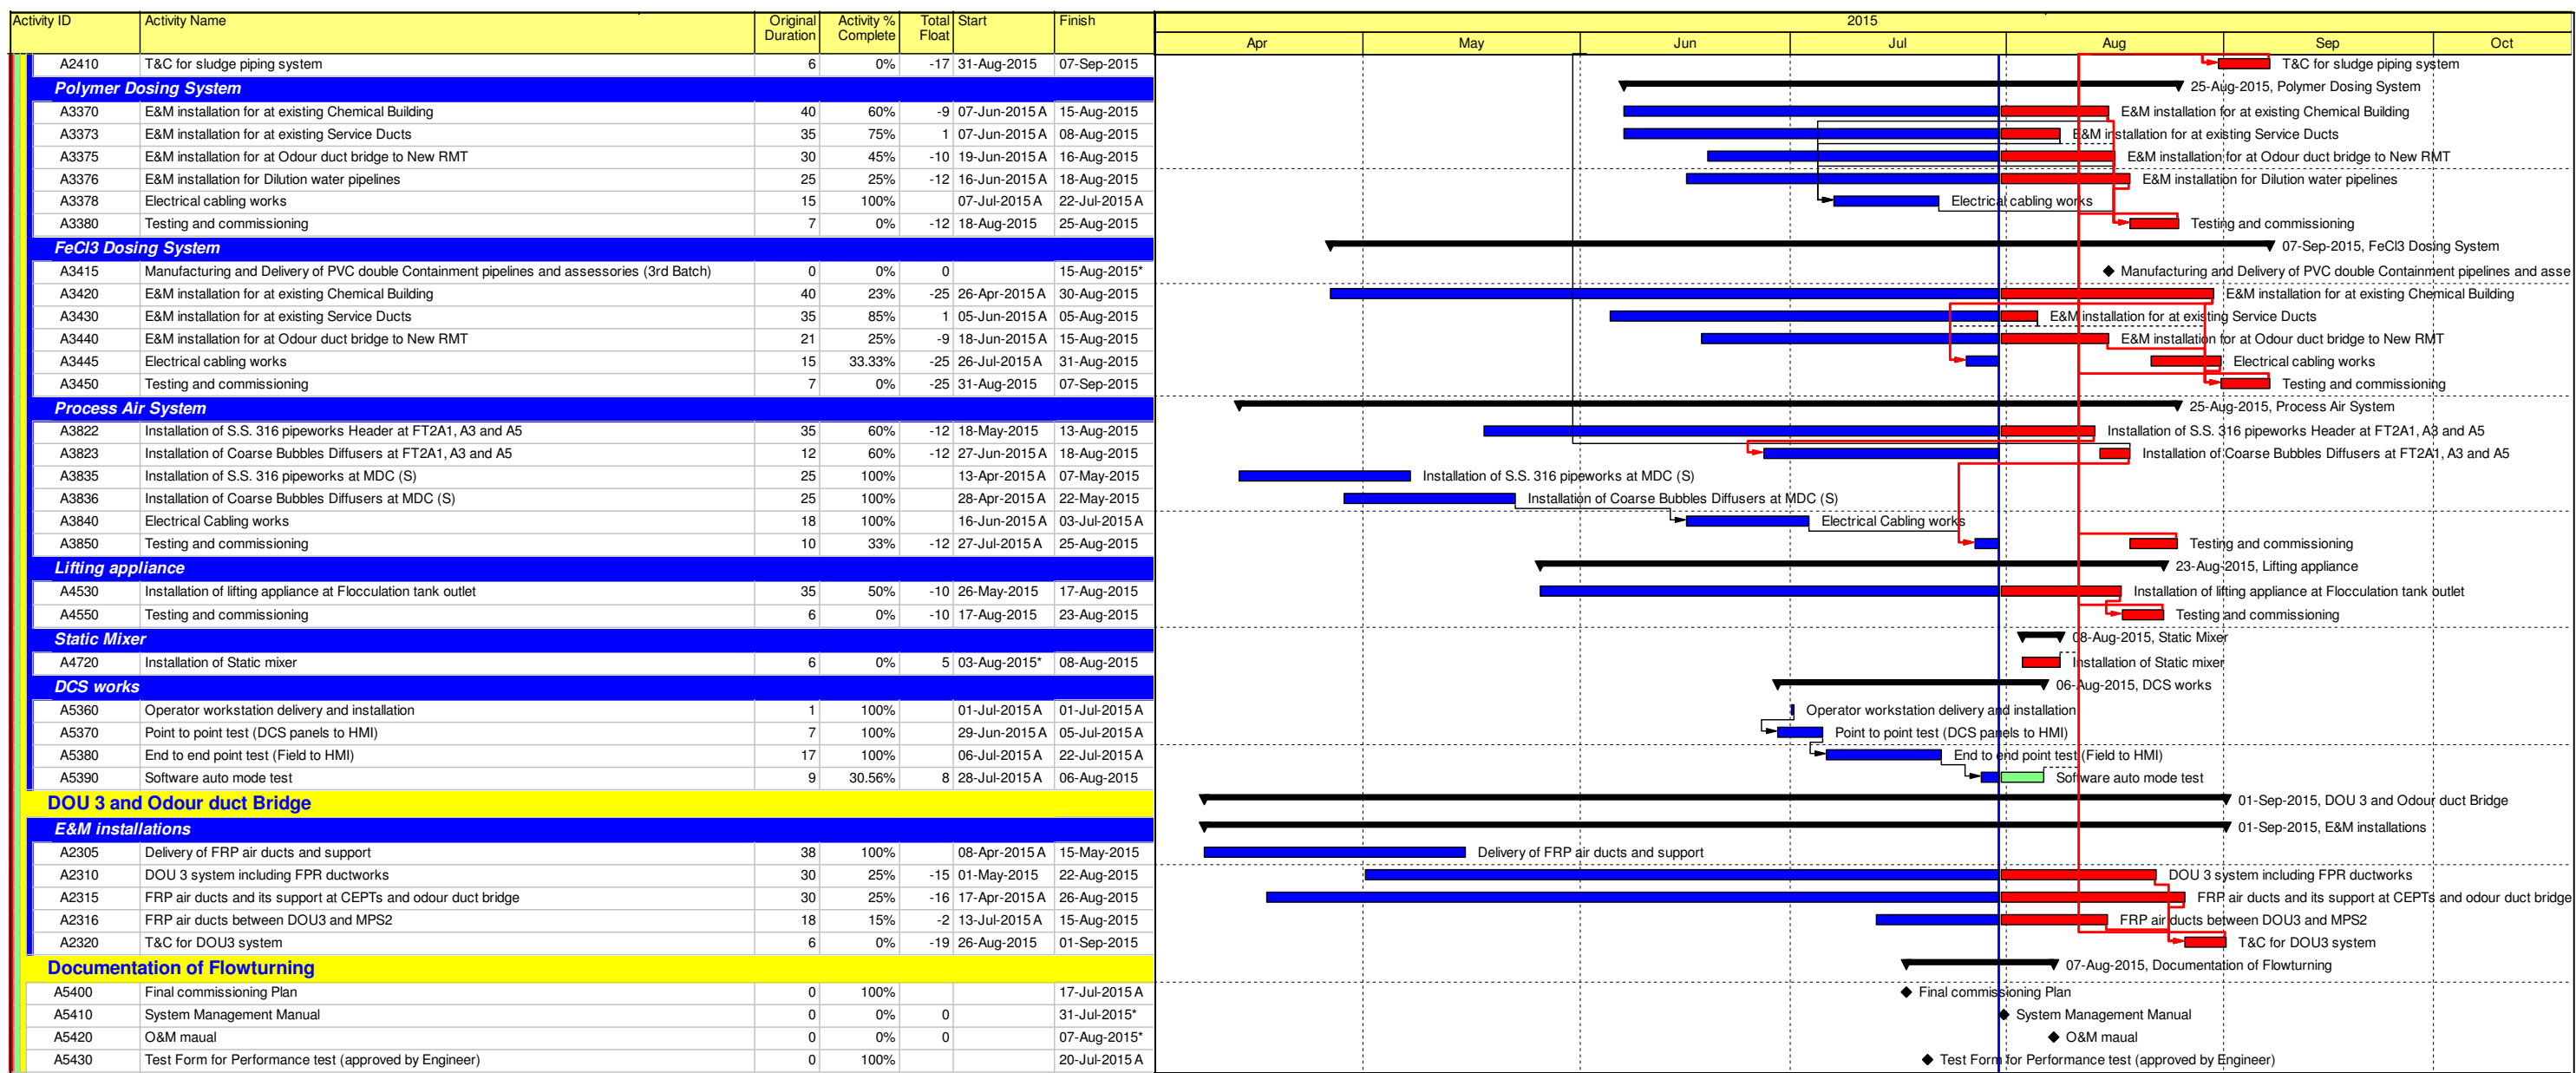 Activity ID Activity Name Original Duration Activity % Complete Total Float Start Finish 2015
Apr May Jun Jul Aug Sep Oct
A2410 T&C for sludge piping system 6 0% -17 31-Aug-2015 07-Sep-2015 T&C for sludge piping system
Polymer Dosing System 25-Aug-2015, Polymer Dosing System
A3370 E&M installation for at existing Chemical Building 40 60% -9 07-Jun-2015 A 15-Aug-2015 E&M installation for at existing Chemical Building
A3373 E&M installation for at existing Service Ducts 35 75% 1 07-Jun-2015 A 08-Aug-2015 E&M installation for at existing Service Ducts
A3375 E&M installation for at Odour duct bridge to New RMT 30 45% -10 19-Jun-2015 A 16-Aug-2015 E&M installation for at Odour duct bridge to New RMT
A3376 E&M installation for Dilution water pipelines 25 25% -12 16-Jun-2015 A 18-Aug-2015 E&M installation for Dilution water pipelines
A3378 Electrical cabling works 15 100% 07-Jul-2015 A 22-Jul-2015 A Electrical cabling works
A3380 Testing and commissioning 7 0% -12 18-Aug-2015 25-Aug-2015 Testing and commissioning
FeCl3 Dosing System 07-Sep-2015, FeCl3 Dosing System
A3415 Manufacturing and Delivery of PVC double Containment pipelines and assessories (3rd Batch) 0 0% 0 15-Aug-2015* Manufacturing and Delivery of PVC double Containment pipelines and asse
A3420 E&M installation for at existing Chemical Building 40 23% -25 26-Apr-2015 A 30-Aug-2015 E&M installation for at existing Chemical Building
A3430 E&M installation for at existing Service Ducts 35 85% 1 05-Jun-2015 A 05-Aug-2015 E&M installation for at existing Service Ducts
A3440 E&M installation for at Odour duct bridge to New RMT 21 25% -9 18-Jun-2015 A 15-Aug-2015 E&M installation for at Odour duct bridge to New RMT
A3445 Electrical cabling works 15 33.33% -25 26-Jul-2015 A 31-Aug-2015 Electrical cabling works
A3450 Testing and commissioning 7 0% -25 31-Aug-2015 07-Sep-2015 Testing and commissioning
Process Air System 25-Aug-2015, Process Air System
A3822 Installation of S.S. 316 pipeworks Header at FT2A1, A3 and A5 35 60% -12 18-May-2015 13-Aug-2015 Installation of S.S. 316 pipeworks Header at FT2A1, A3 and A5
A3823 Installation of Coarse Bubbles Diffusers at FT2A1, A3 and A5 12 60% -12 27-Jun-2015 A 18-Aug-2015 Installation of Coarse Bubbles Diffusers at FT2A1, A3 and A5
A3835 Installation of S.S. 316 pipeworks at MDC (S) 25 100% 13-Apr-2015 A 07-May-2015 Installation of S.S. 316 pipeworks at MDC (S)
A3836 Installation of Coarse Bubbles Diffusers at MDC (S) 25 100% 28-Apr-2015 A 22-May-2015 Installation of Coarse Bubbles Diffusers at MDC (S)
A3840 Electrical Cabling works 18 100% 16-Jun-2015 A 03-Jul-2015 A Electrical Cabling works
A3850 Testing and commissioning 10 33% -12 27-Jul-2015 A 25-Aug-2015 Testing and commissioning
Lifting appliance 23-Aug-2015, Lifting appliance
A4530 Installation of lifting appliance at Flocculation tank outlet 35 50% -10 26-May-2015 17-Aug-2015 Installation of lifting appliance at Flocculation tank outlet
A4550 Testing and commissioning 6 0% -10 17-Aug-2015 23-Aug-2015 Testing and commissioning
Static Mixer 08-Aug-2015, Static Mixer
A4720 Installation of Static mixer 6 0% 5 03-Aug-2015* 08-Aug-2015 Installation of Static mixer
DCS works 06-Aug-2015, DCS works
A5360 Operator workstation delivery and installation 1 100% 01-Jul-2015 A 01-Jul-2015 A Operator workstation delivery and installation
A5370 Point to point test (DCS panels to HMI) 7 100% 29-Jun-2015 A 05-Jul-2015 A Point to point test (DCS panels to HMI)
A5380 End to end point test (Field to HMI) 17 100% 06-Jul-2015 A 22-Jul-2015 A End to end point test (Field to HMI)
A5390 Software auto mode test 9 30.56% 8 28-Jul-2015 A 06-Aug-2015 Software auto mode test
DOU 3 and Odour duct Bridge 01-Sep-2015, DOU 3 and Odour duct Bridge
E&M installations 01-Sep-2015, E&M installations
A2305 Delivery of FRP air ducts and support 38 100% 08-Apr-2015 A 15-May-2015 Delivery of FRP air ducts and support
A2310 DOU 3 system including FPR ductworks 30 25% -15 01-May-2015 22-Aug-2015 DOU 3 system including FPR ductworks
A2315 FRP air ducts and its support at CEPTs and odour duct bridge 30 25% -16 17-Apr-2015 A 26-Aug-2015 FRP air ducts and its support at CEPTs and odour duct bridge
A2316 FRP air ducts between DOU3 and MPS2 18 15% -2 13-Jul-2015 A 15-Aug-2015 FRP air ducts between DOU3 and MPS2
A2320 T&C for DOU3 system 6 0% -19 26-Aug-2015 01-Sep-2015 T&C for DOU3 system
Documentation of Flowturning 07-Aug-2015, Documentation of Flowturning
A5400 Final commissioning Plan 0 100% 17-Jul-2015 A Final commissioning Plan
A5410 System Management Manual 0 0% 0 31-Jul-2015* System Management Manual
A5420 O&M maual 0 0% 0 07-Aug-2015* O&M maual
A5430 Test Form for Performance test (approved by Engineer) 0 100% 20-Jul-2015 A Test Form for Performance test (approved by Engineer)